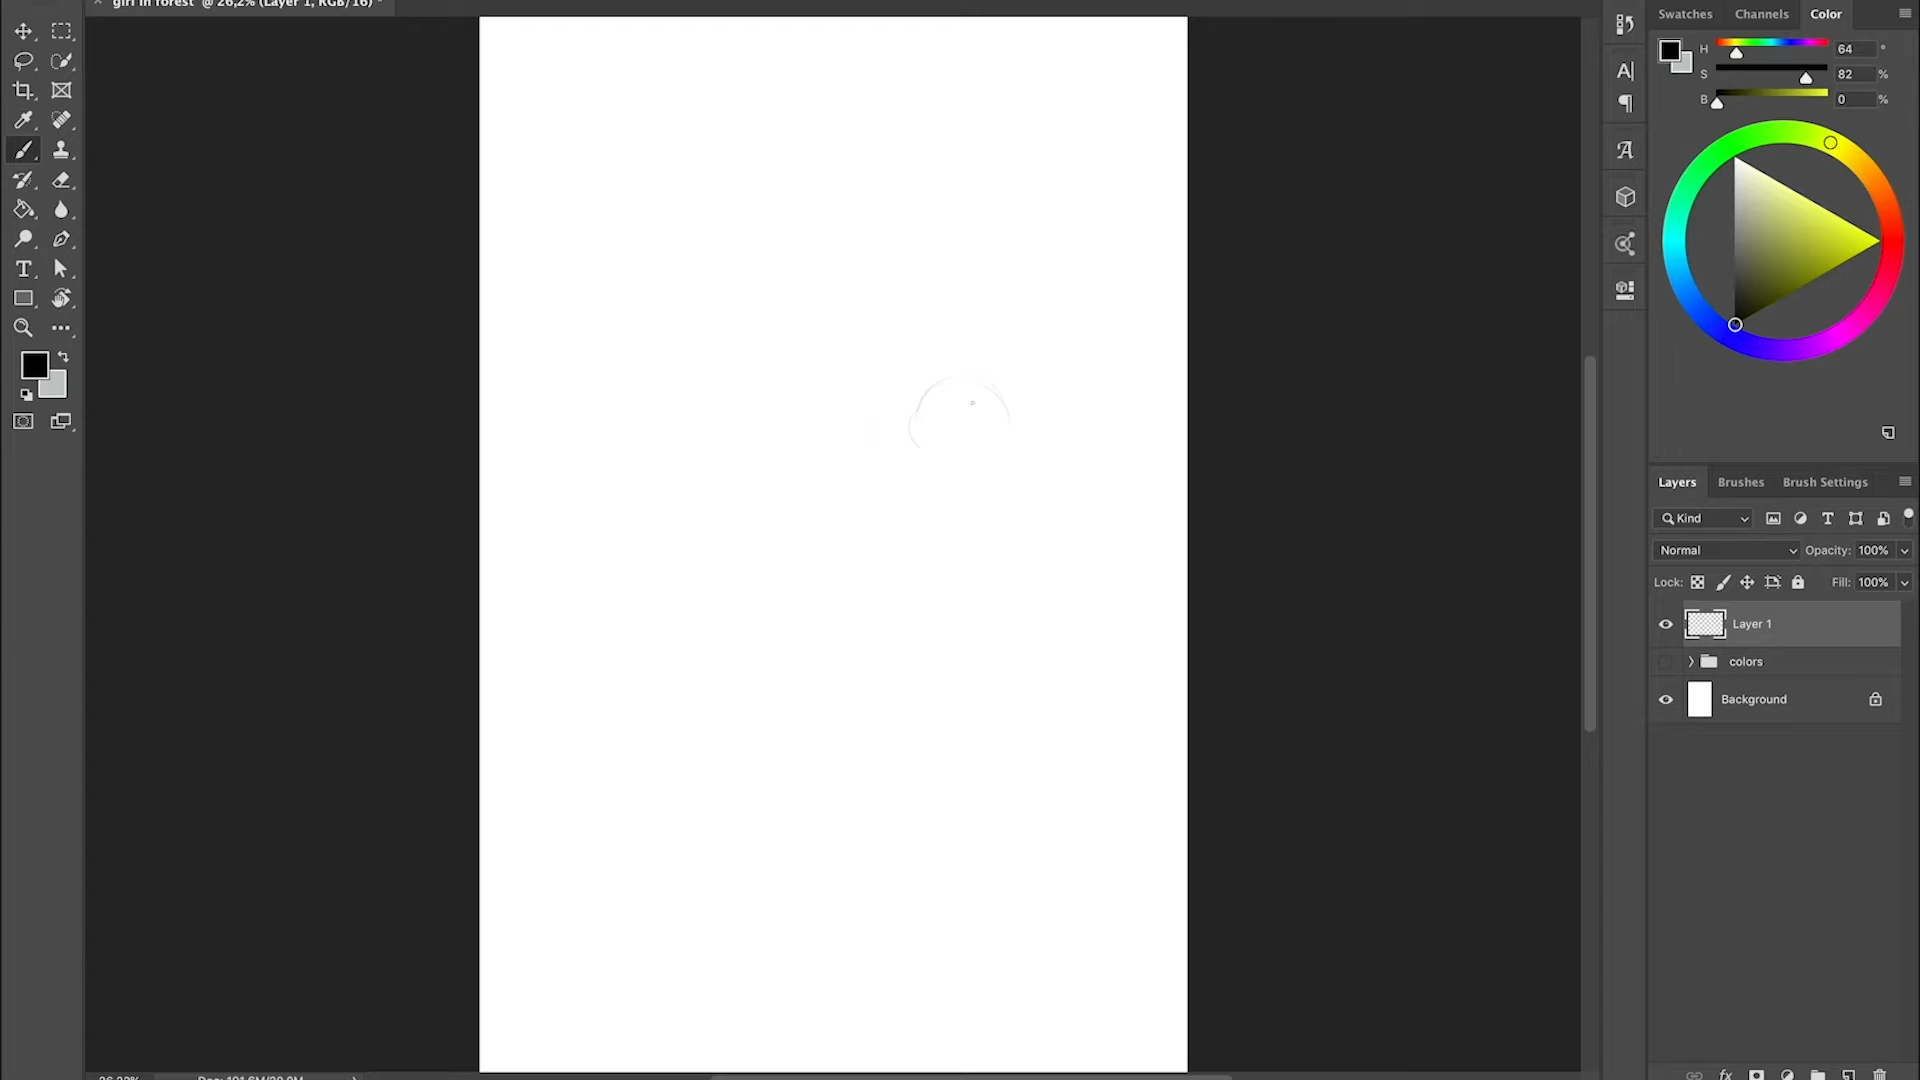 girl in forest @ 26,2% (Layer 1, RGB/16) *
Swatches Channels Color
H 64 °
S 82 %
B 0 %
Layers Brushes Brush Settings
Kind
Normal Opacity: 100%
Lock: Fill: 100%
Layer 1
colors
Background